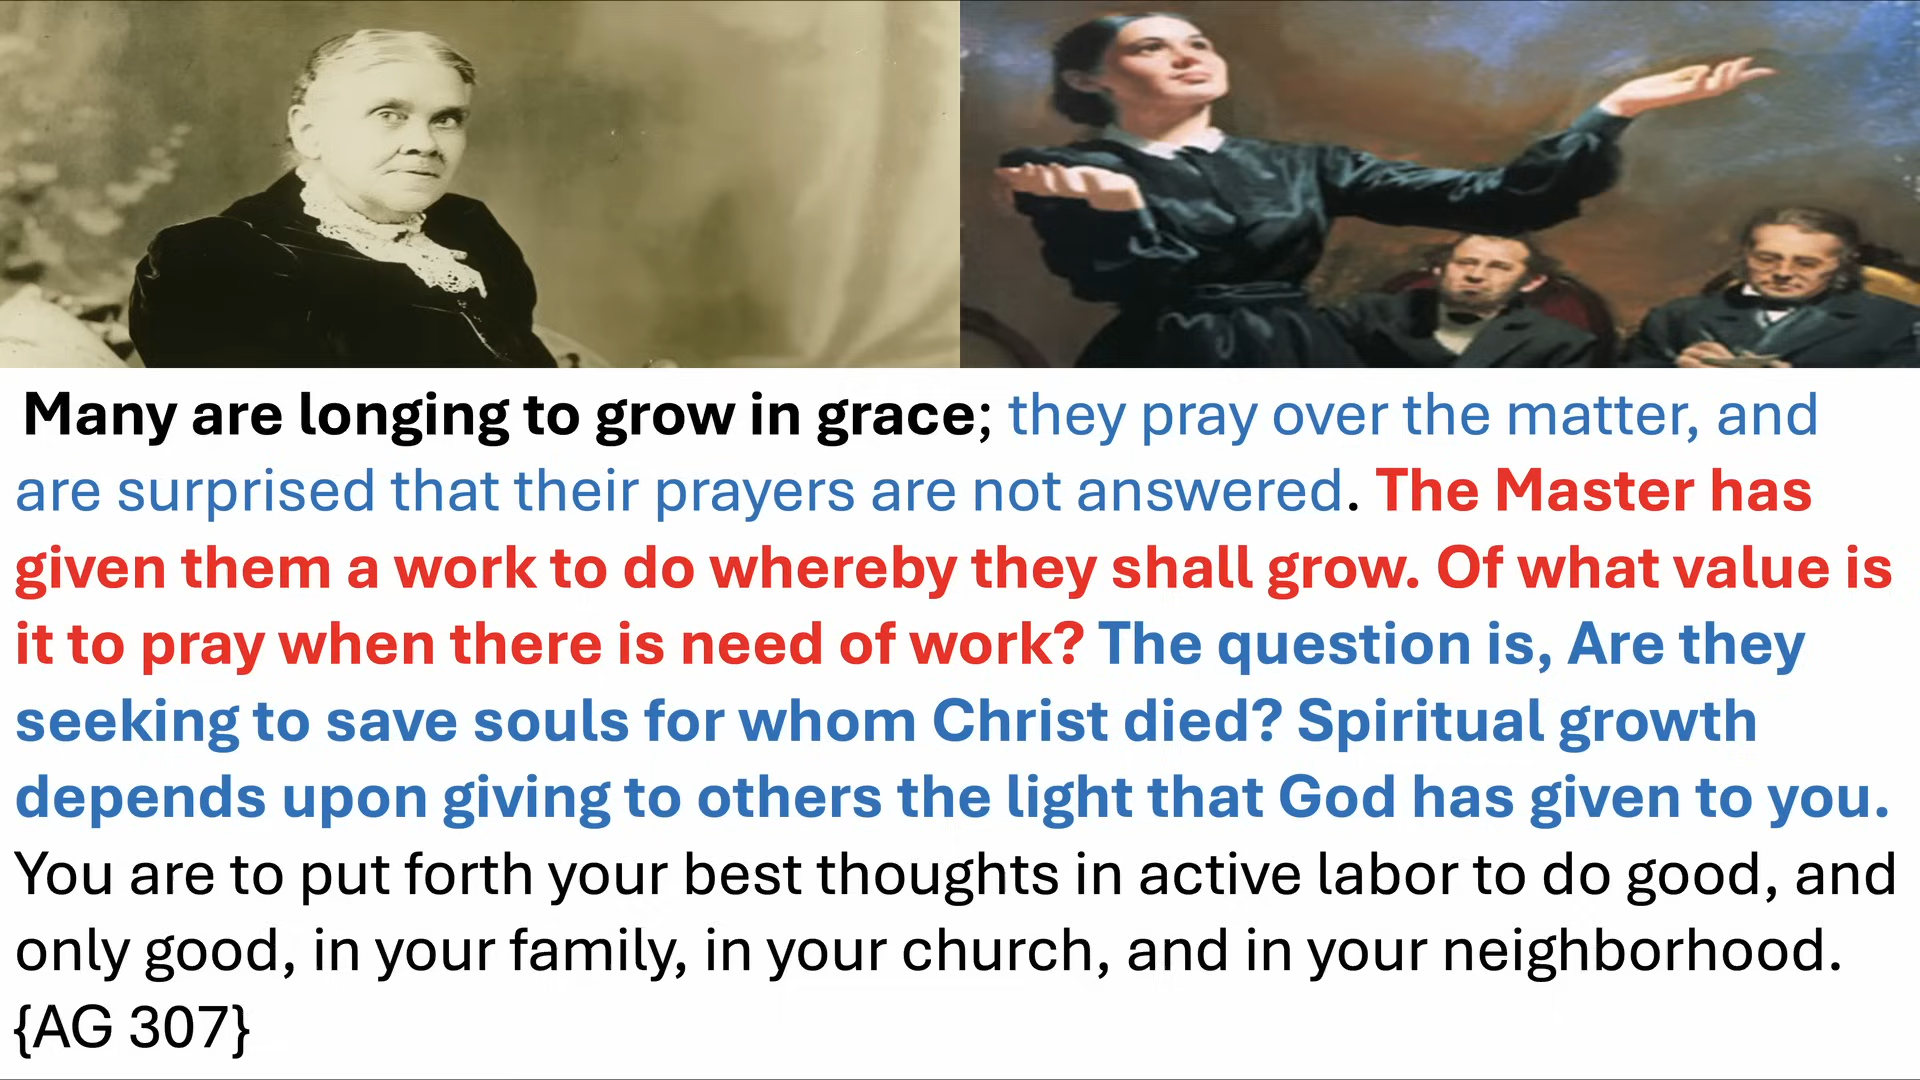 Many are longing to grow in grace; they pray over the matter, and
are surprised that their prayers are not answered. The Master has
given them a work to do whereby they shall grow. Of what value is
it to pray when there is need of work? The question is, Are they
seeking to save souls for whom Christ died? Spiritual growth
depends upon giving to others the light that God has given to you.
You are to put forth your best thoughts in active labor to do good, and
only good, in your family, in your church, and in your neighborhood.
{AG 307}